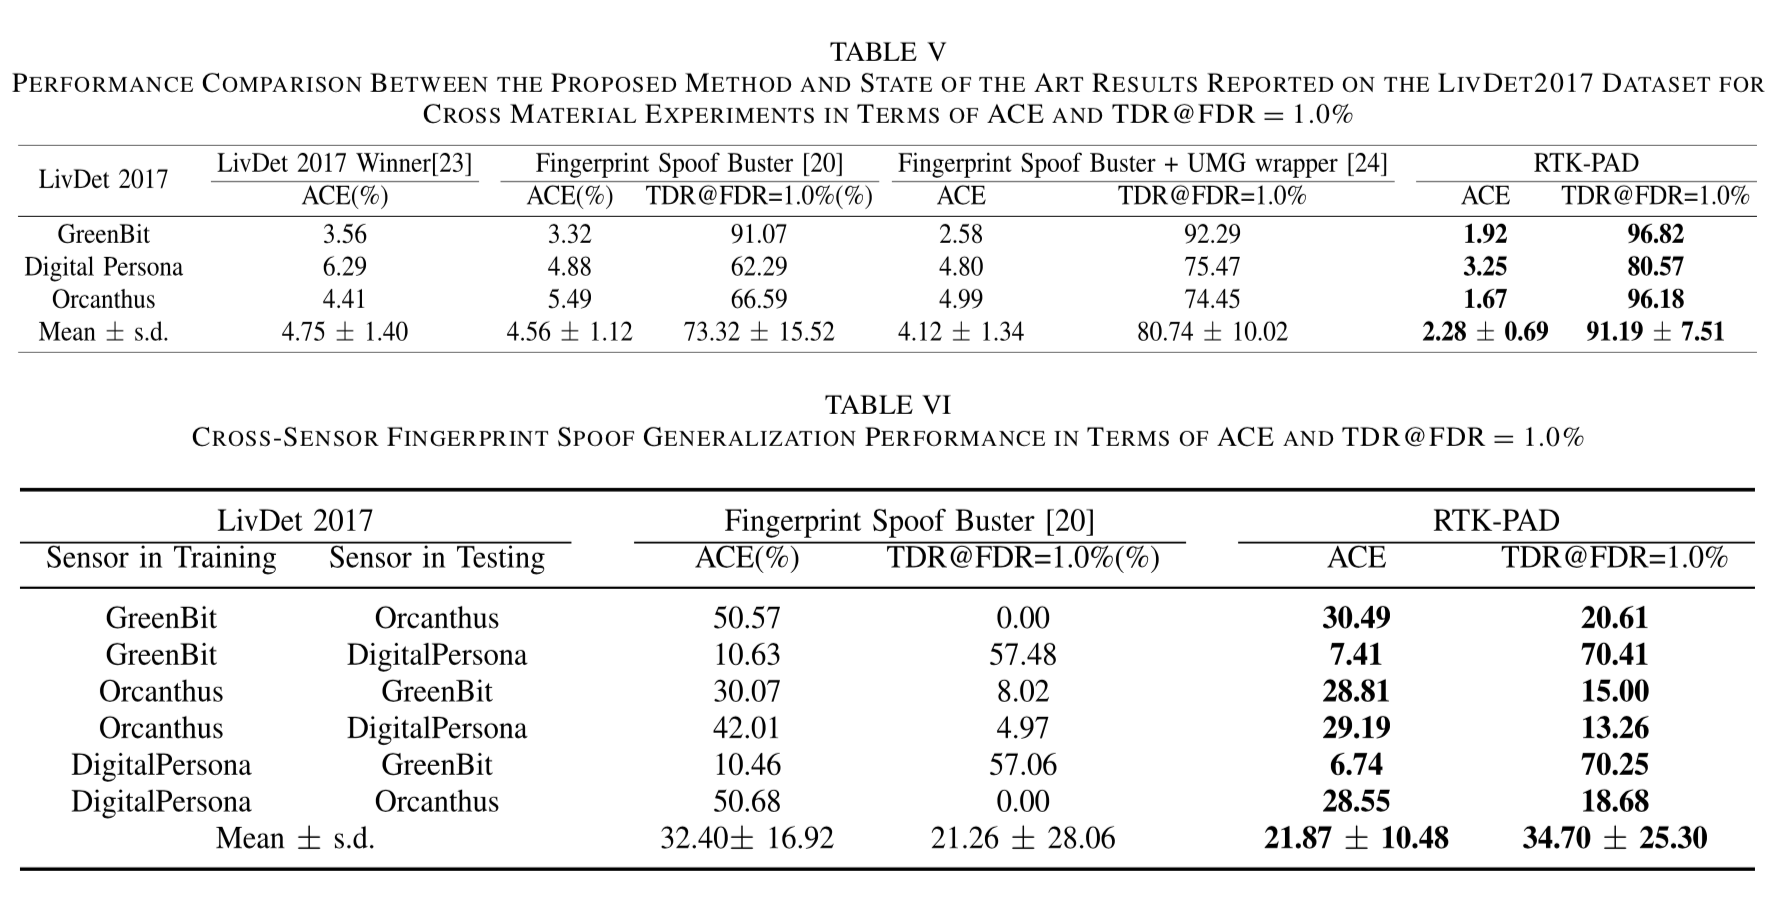 TABLE V
PERFORMANCE COMPARISON BETWEEN THE PROPOSED METHOD AND STATE OF THE ART RESULTS REPORTED ON THE LIVDET2017 DATASET FOR
CROSS MATERIAL EXPERIMENTS IN TERMS OF ACE AND TDR@FDR = 1.0%
LivDet 2017 LivDet 2017 Winner[23] Fingerprint Spoof Buster [20] Fingerprint Spoof Buster + UMG wrapper [24] RTK-PAD
ACE(%) ACE(%) TDR@FDR=1.0%(%) ACE TDR@FDR=1.0% ACE TDR@FDR=1.0%
GreenBit 3.56 3.32 91.07 2.58 92.29 1.92 96.82
Digital Persona 6.29 4.88 62.29 4.80 75.47 3.25 80.57
Orcanthus 4.41 5.49 66.59 4.99 74.45 1.67 96.18
Mean ± s.d. 4.75 ± 1.40 4.56 ± 1.12 73.32 ± 15.52 4.12 ± 1.34 80.74 ± 10.02 2.28 ± 0.69 91.19 ± 7.51
TABLE VI
CROSS-SENSOR FINGERPRINT SPOOF GENERALIZATION PERFORMANCE IN TERMS OF ACE AND TDR@FDR = 1.0%
LivDet 2017 Fingerprint Spoof Buster [20] RTK-PAD
Sensor in Training Sensor in Testing ACE(%) TDR@FDR=1.0%(%) ACE TDR@FDR=1.0%
GreenBit Orcanthus 50.57 0.00 30.49 20.61
GreenBit DigitalPersona 10.63 57.48 7.41 70.41
Orcanthus GreenBit 30.07 8.02 28.81 15.00
Orcanthus DigitalPersona 42.01 4.97 29.19 13.26
DigitalPersona GreenBit 10.46 57.06 6.74 70.25
DigitalPersona Orcanthus 50.68 0.00 28.55 18.68
Mean ± s.d. 32.40± 16.92 21.26 ± 28.06 21.87 ± 10.48 34.70 ± 25.30